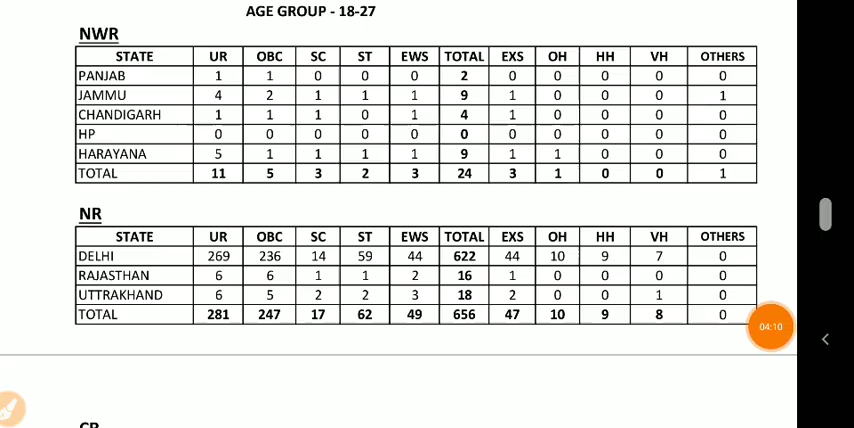 AGE GROUP - 18-27
NWR
STATE UR OBC SC ST EWS TOTAL EXS OH HH VH OTHERS
PANJAB 1 1 0 0 0 2 0 0 0 0 0
JAMMU 4 2 1 1 1 9 1 0 0 0 1
CHANDIGARH 1 1 1 0 1 4 1 0 0 0 0
HP 0 0 0 0 0 0 0 0 0 0 0
HARAYANA 5 1 1 1 1 9 1 1 0 0 0
TOTAL 11 5 3 2 3 24 3 1 0 0 1
NR
STATE UR OBC SC ST EWS TOTAL EXS OH HH VH OTHERS
DELHI 269 236 14 59 44 622 44 10 9 7 0
RAJASTHAN 6 6 1 1 2 16 1 0 0 0 0
UTTRAKHAND 6 5 2 2 3 18 2 0 0 1 0
TOTAL 281 247 17 62 49 656 47 10 9 8 0
04:10